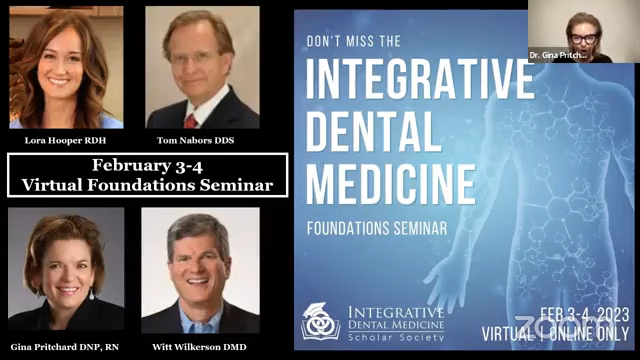 Lora Hooper RDH
Tom Nabors DDS
February 3-4
Virtual Foundations Seminar
Gina Pritchard DNP, RN
Witt Wilkerson DMD
DON'T MISS THE
INTEGRATIVE
DENTAL
MEDICINE
FOUNDATIONS SEMINAR
INTEGRATIVE
DENTAL MEDICINE
Scholar Society
FEB 3-4, 2023
VIRTUAL | ONLINE ONLY
zoom
Dr. Gina Pritch...